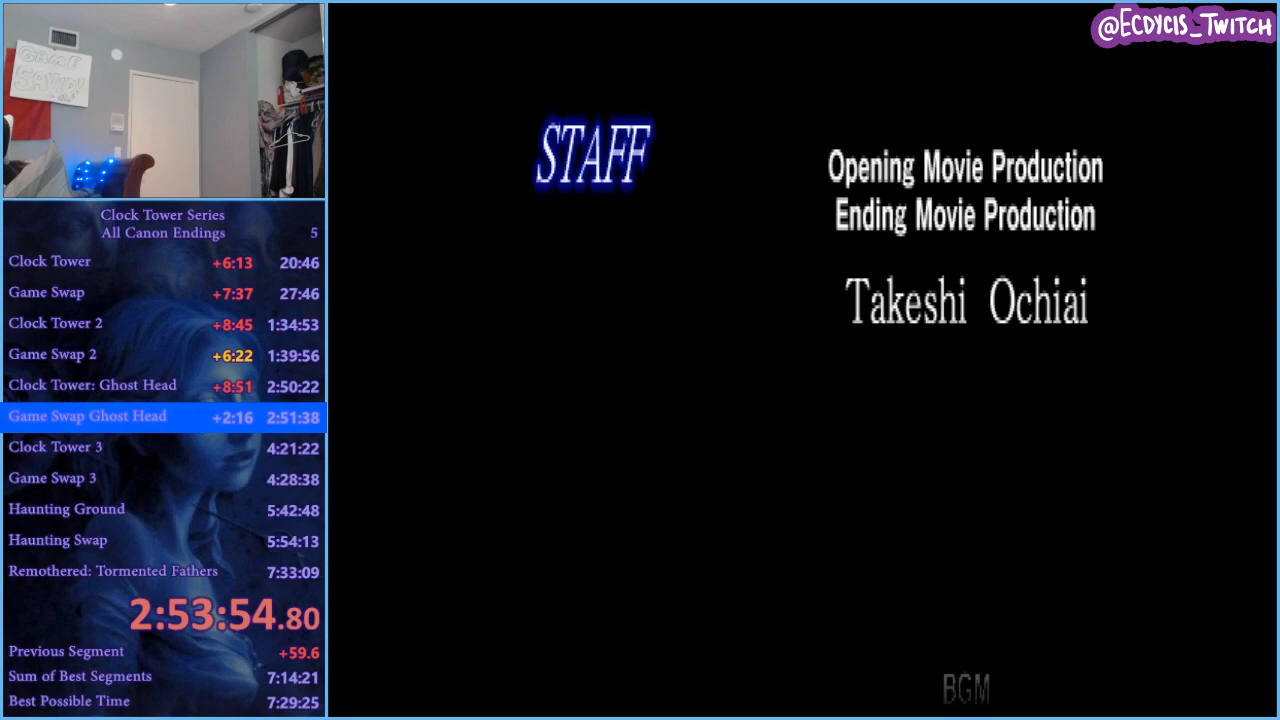 @ECDYCIS_TWITCH
GAME
SAVED!
STAFF
Opening Movie Production
Ending Movie Production
Takeshi Ochiai
BGM
Clock Tower Series
All Canon Endings 5
Clock Tower +6:13 20:46
Game Swap +7:37 27:46
Clock Tower 2 +8:45 1:34:53
Game Swap 2 +6:22 1:39:56
Clock Tower: Ghost Head +8:51 2:50:22
Game Swap Ghost Head +2:16 2:51:38
Clock Tower 3 4:21:22
Game Swap 3 4:28:38
Haunting Ground 5:42:48
Haunting Swap 5:54:13
Remothered: Tormented Fathers 7:33:09
2:53:54.80
Previous Segment +59.6
Sum of Best Segments 7:14:21
Best Possible Time 7:29:25